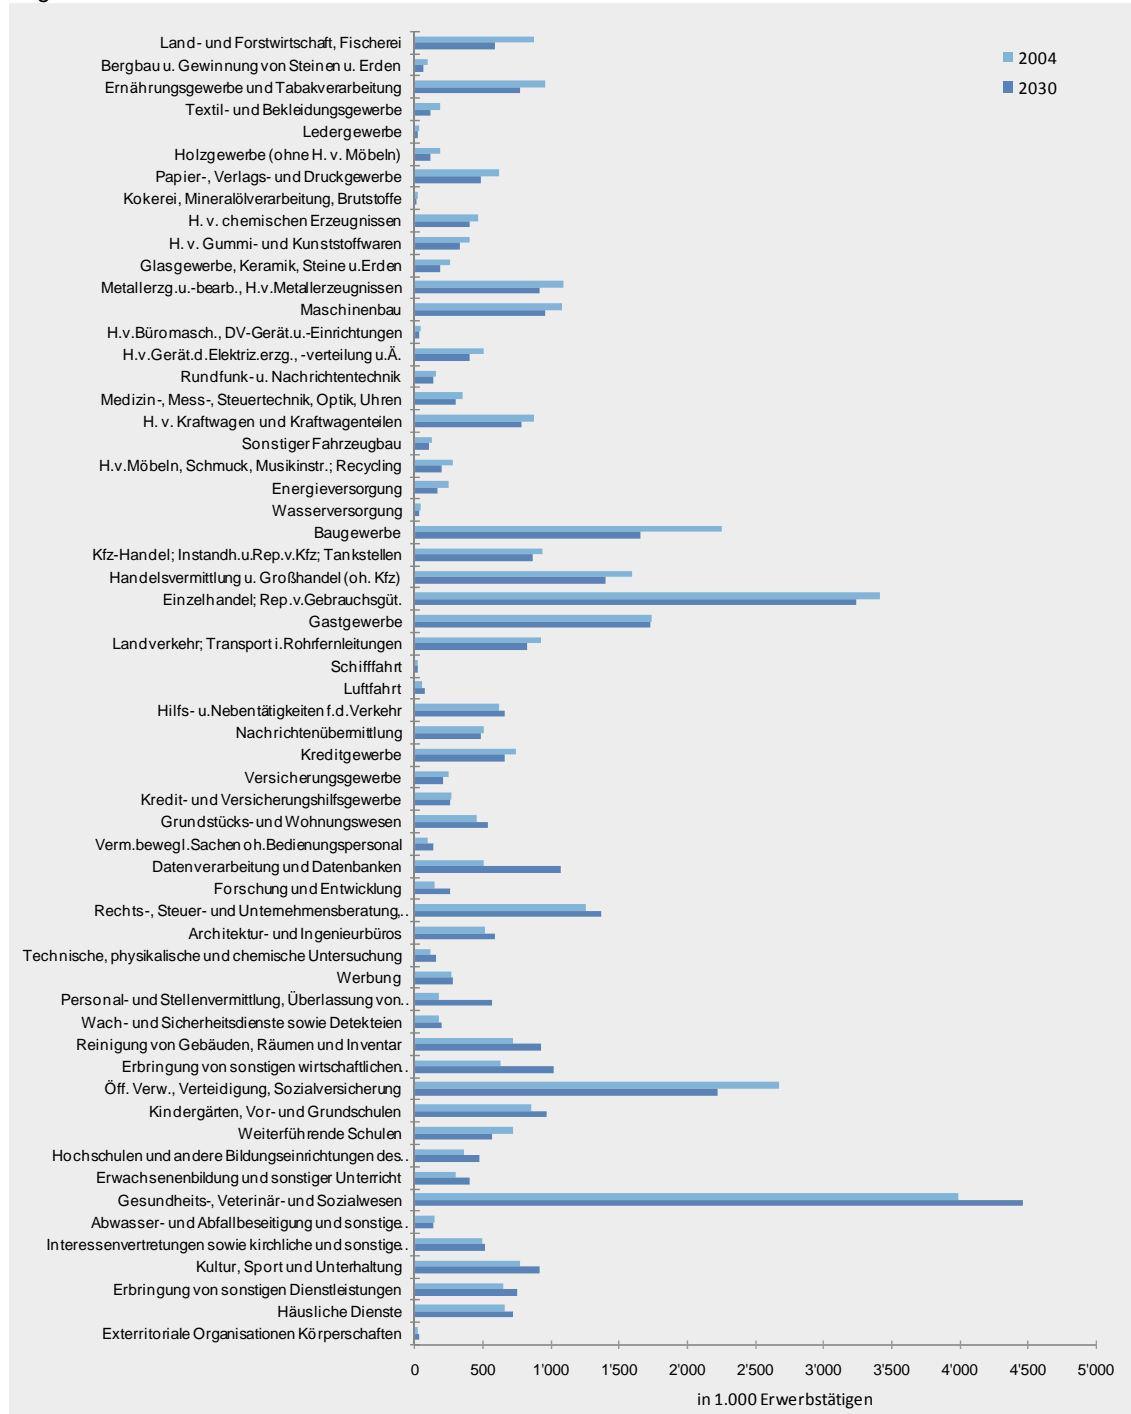 Land- und Forstwirtschaft, Fischerei
Bergbau u. Gewinnung von Steinen u. Erden
Ernährungsgewerbe und Tabakverarbeitung
Textil- und Bekleidungsgewerbe
Ledergewerbe
Holzgewerbe (ohne H. v. Möbeln)
Papier-, Verlags- und Druckgewerbe
Kokerei, Mineralölverarbeitung, Brutstoffe
H. v. chemischen Erzeugnissen
H. v. Gummi- und Kunststoffwaren
Glasgewerbe, Keramik, Steine u.Erden
Metallerzg.u.-bearb., H.v.Metallerzeugnissen
Maschinenbau
H.v.Büromasch., DV-Gerät.u.-Einrichtungen
H.v.Gerät.d.Elektriz.erzg., -verteilung u.Ä.
Rundfunk- u. Nachrichtentechnik
Medizin-, Mess-, Steuertechnik, Optik, Uhren
H. v. Kraftwagen und Kraftwagenteilen
Sonstiger Fahrzeugbau
H.v.Möbeln, Schmuck, Musikinstr.; Recycling
Energieversorgung
Wasserversorgung
Baugewerbe
Kfz-Handel; Instandh.u.Rep.v.Kfz; Tankstellen
Handelsvermittlung u. Großhandel (oh. Kfz)
Einzelhandel; Rep.v.Gebrauchsgüt.
Gastgewerbe
Landverkehr; Transport i.Rohrfernleitungen
Schifffahrt
Luftfahrt
Hilfs- u.Nebentätigkeiten f.d.Verkehr
Nachrichtenübermittlung
Kreditgewerbe
Versicherungsgewerbe
Kredit- und Versicherungshilfsgewerbe
Grundstücks- und Wohnungswesen
Verm.bewegl.Sachen oh.Bedienungspersonal
Datenverarbeitung und Datenbanken
Forschung und Entwicklung
Rechts-, Steuer- und Unternehmensberatung,..
Architektur- und Ingenieurbüros
Technische, physikalische und chemische Untersuchung
Werbung
Personal- und Stellenvermittlung, Überlassung von..
Wach- und Sicherheitsdienste sowie Detekteien
Reinigung von Gebäuden, Räumen und Inventar
Erbringung von sonstigen wirtschaftlichen..
Öff. Verw., Verteidigung, Sozialversicherung
Kindergärten, Vor- und Grundschulen
Weiterführende Schulen
Hochschulen und andere Bildungseinrichtungen des..
Erwachsenenbildung und sonstiger Unterricht
Gesundheits-, Veterinär- und Sozialwesen
Abwasser- und Abfallbeseitigung und sonstige..
Interessenvertretungen sowie kirchliche und sonstige..
Kultur, Sport und Unterhaltung
Erbringung von sonstigen Dienstleistungen
Häusliche Dienste
Exterritoriale Organisationen Körperschaften
2004
2030
0 500 1'000 1'500 2'000 2'500 3'000 3'500 4'000 4'500 5'000
in 1.000 Erwerbstätigen